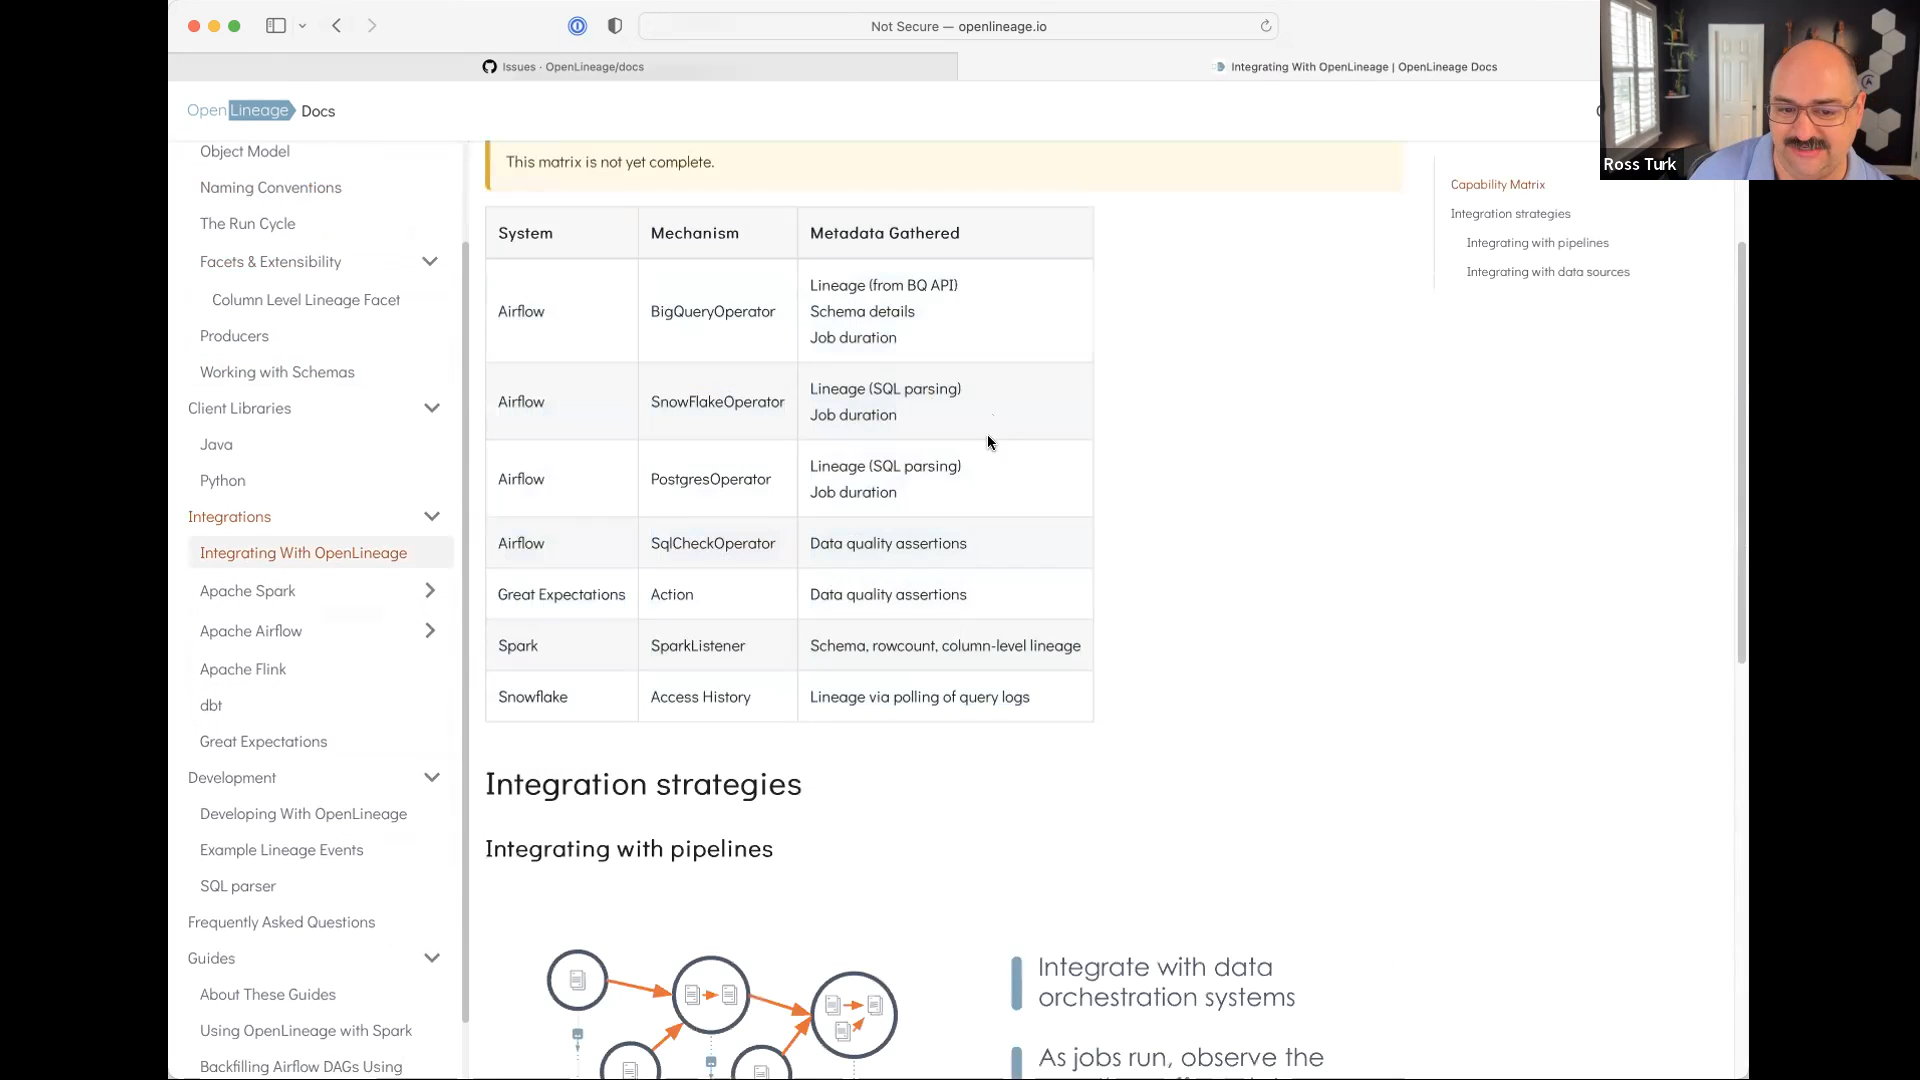 Not Secure — openlineage.io
Issues · OpenLineage/docs
Integrating With OpenLineage | OpenLineage Docs
Ross Turk
OpenLineage Docs
Object Model
Naming Conventions
The Run Cycle
Facets & Extensibility
Column Level Lineage Facet
Producers
Working with Schemas
Client Libraries
Java
Python
Integrations
Integrating With OpenLineage
Apache Spark
Apache Airflow
Apache Flink
dbt
Great Expectations
Development
Developing With OpenLineage
Example Lineage Events
SQL parser
Frequently Asked Questions
Guides
About These Guides
Using OpenLineage with Spark
Backfilling Airflow DAGs Using
This matrix is not yet complete.
System Mechanism Metadata Gathered
Airflow BigQueryOperator Lineage (from BQ API)
Schema details
Job duration
Airflow SnowFlakeOperator Lineage (SQL parsing)
Job duration
Airflow PostgresOperator Lineage (SQL parsing)
Job duration
Airflow SqlCheckOperator Data quality assertions
Great Expectations Action Data quality assertions
Spark SparkListener Schema, rowcount, column-level lineage
Snowflake Access History Lineage via polling of query logs
Integration strategies
Integrating with pipelines
Integrate with data
orchestration systems
As jobs run, observe the
Capability Matrix
Integration strategies
Integrating with pipelines
Integrating with data sources